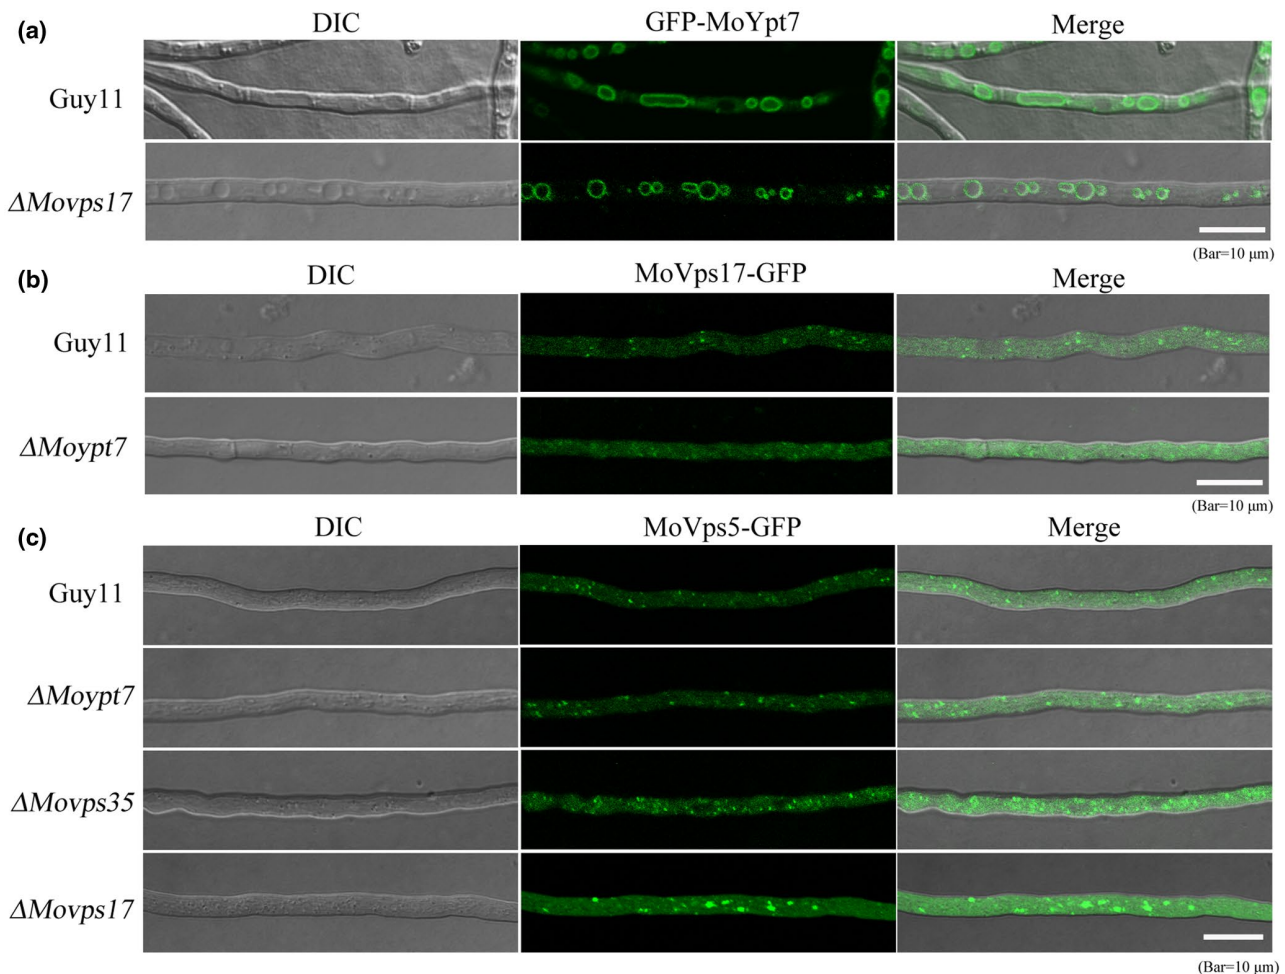 (a)
DIC GFP-MoYpt7 Merge
Guy11
ΔMovps17
(Bar=10 μm)
(b)
DIC MoVps17-GFP Merge
Guy11
ΔMoypt7
(Bar=10 μm)
(c)
DIC MoVps5-GFP Merge
Guy11
ΔMoypt7
ΔMovps35
ΔMovps17
(Bar=10 μm)